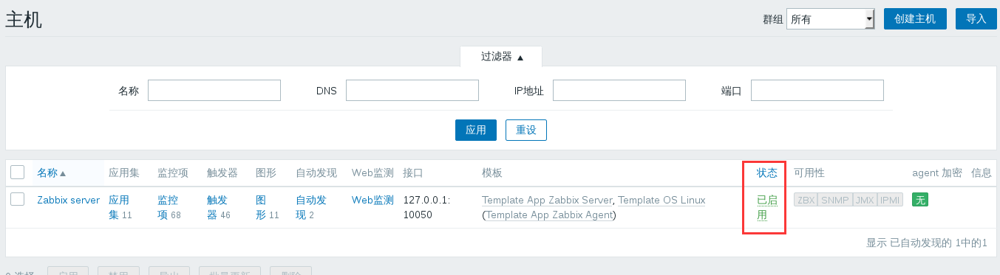 主机
群组 所有 创建主机 导入
过滤器 ▲
名称 DNS IP地址 端口
应用 重设
名称▲ 应用集 监控项 触发器 图形 自动发现 Web监测 接口 模板 状态 可用性 agent 加密 信息
Zabbix server 应用集 11 监控项 68 触发器 46 图形 11 自动发现 2 Web监测 127.0.0.1: 10050 Template App Zabbix Server, Template OS Linux (Template App Zabbix Agent) 已启用 ZBX SNMP JMX IPMI 无
显示 已自动发现的 1中的1
0 选择 启用 禁用 导出 批量更新 删除